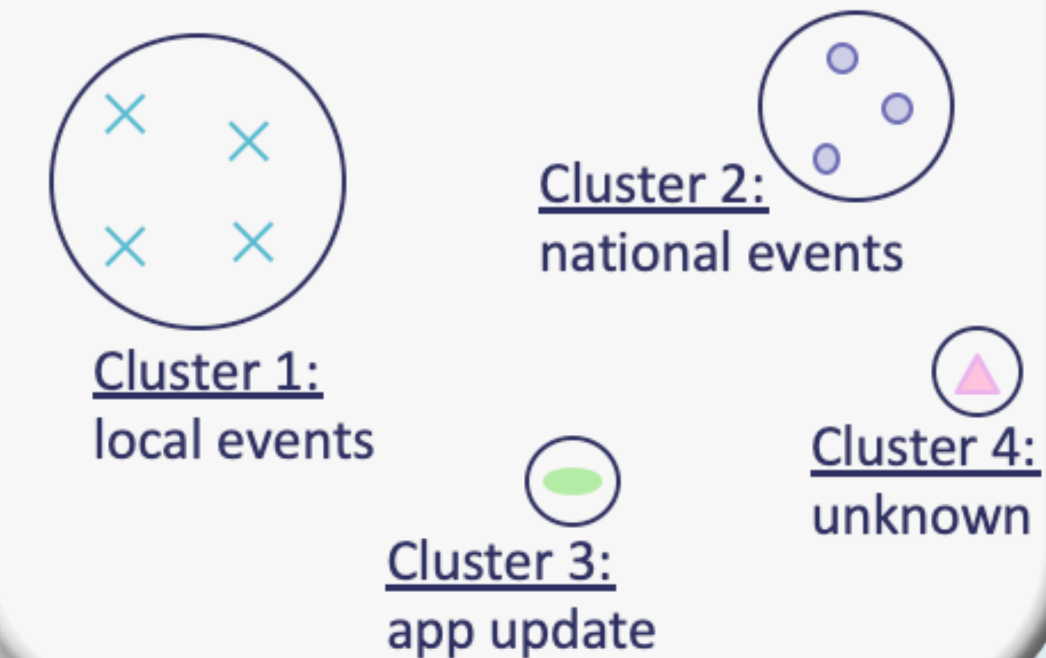 Cluster 1:
local events
Cluster 2:
national events
Cluster 3:
app update
Cluster 4:
unknown